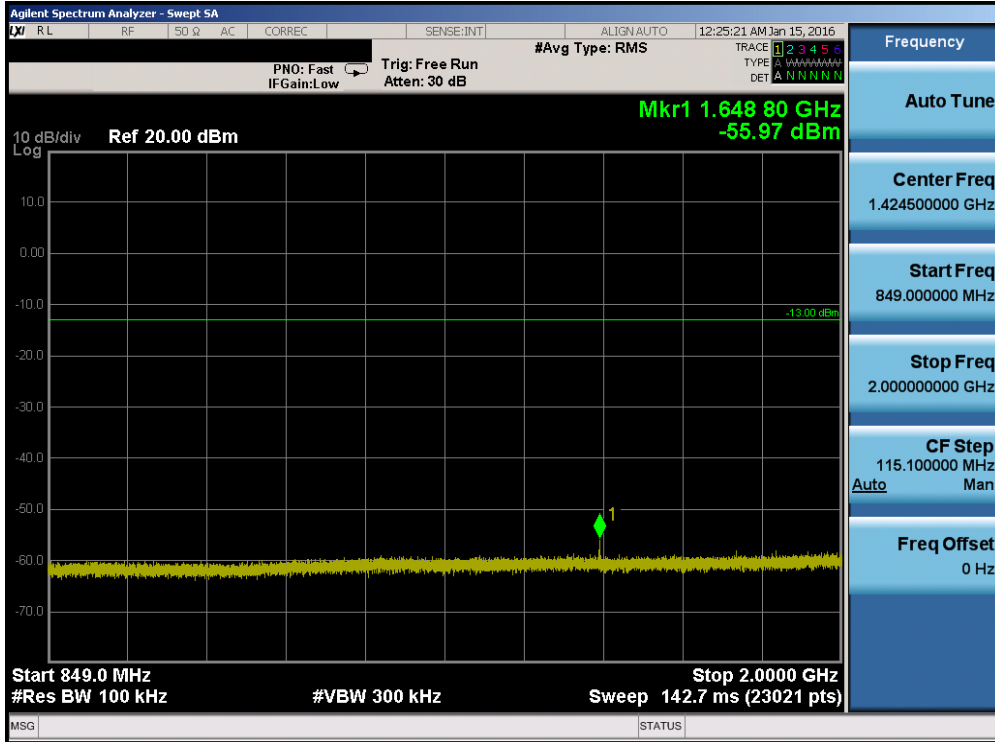 Agilent Spectrum Analyzer - Swept SA
LXI RL RF 50 Ω AC CORREC SENSE:INT ALIGN AUTO 12:25:21 AM Jan 15, 2016
#Avg Type: RMS
TRACE 1 2 3 4 5 6
PNO: Fast Trig: Free Run
TYPE A WWWWW
IFGain:Low Atten: 30 dB
DET A N N N N N
Mkr1 1.648 80 GHz
-55.97 dBm
10 dB/div Ref 20.00 dBm
Log
10.0
0.00
-10.0
-13.00 dBm
-20.0
-30.0
-40.0
-50.0
1
-60.0
-70.0
Start 849.0 MHz Stop 2.0000 GHz
#Res BW 100 kHz #VBW 300 kHz Sweep 142.7 ms (23021 pts)
MSG STATUS
Frequency
Auto Tune
Center Freq
1.424500000 GHz
Start Freq
849.000000 MHz
Stop Freq
2.000000000 GHz
CF Step
115.100000 MHz
Auto Man
Freq Offset
0 Hz